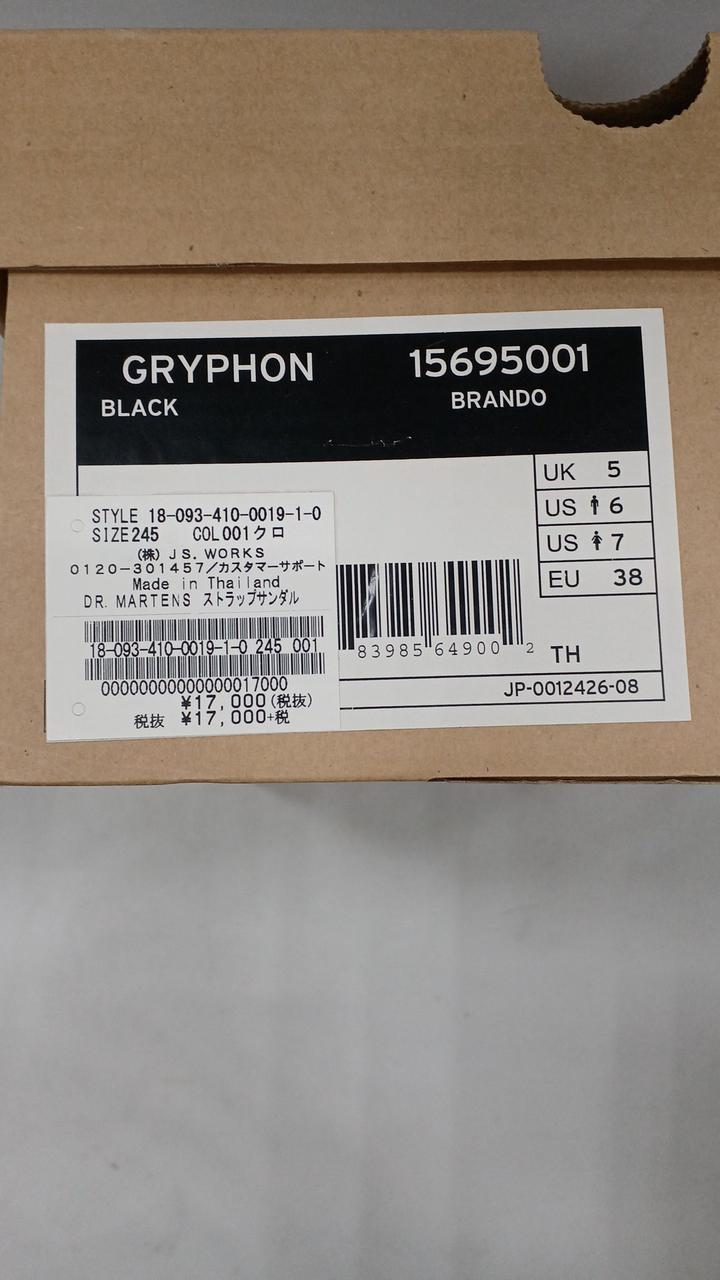 GRYPHON 15695001
BLACK BRANDO
UK 5
US 6
US 7
EU 38
STYLE 18-093-410-0019-1-0
SIZE245 COL001クロ
(株) J S. WORKS
0120-301457/カスタマーサポート
Made in Thailand
DR. MARTENS ストラップサンダル
18-093-410-0019-1-0 245 001
00000000000000017000
¥17,000(税抜)
税抜 ¥17,000+税
83985 64900 2
TH
JP-0012426-08